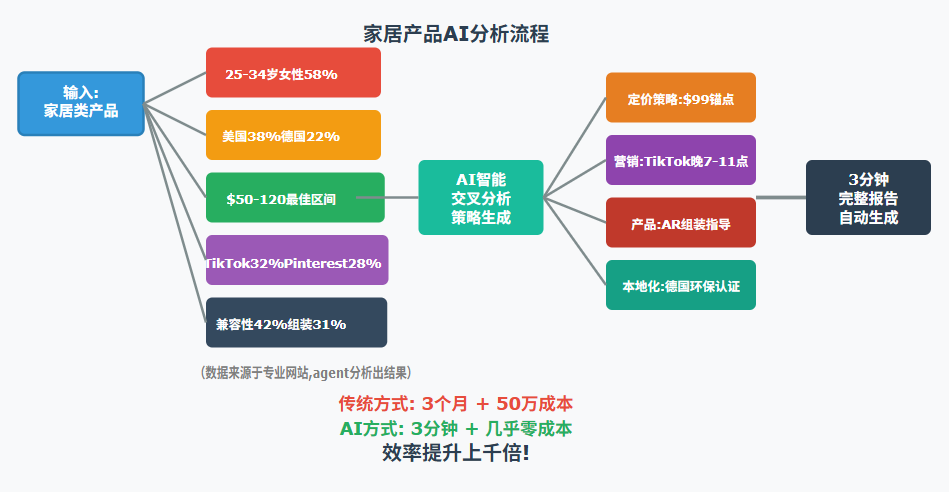 家居产品AI分析流程
输入:
家居类产品
25-34岁女性58%
美国38%德国22%
$50-120最佳区间
TikTok32%Pinterest28%
兼容性42%组装31%
(数据来源于专业网站,agent分析出结果)
AI智能
交叉分析
策略生成
定价策略:$99锚点
营销:TikTok晚7-11点
产品:AR组装指导
本地化:德国环保认证
3分钟
完整报告
自动生成
传统方式: 3个月 + 50万成本
AI方式: 3分钟 + 几乎零成本
效率提升上千倍!